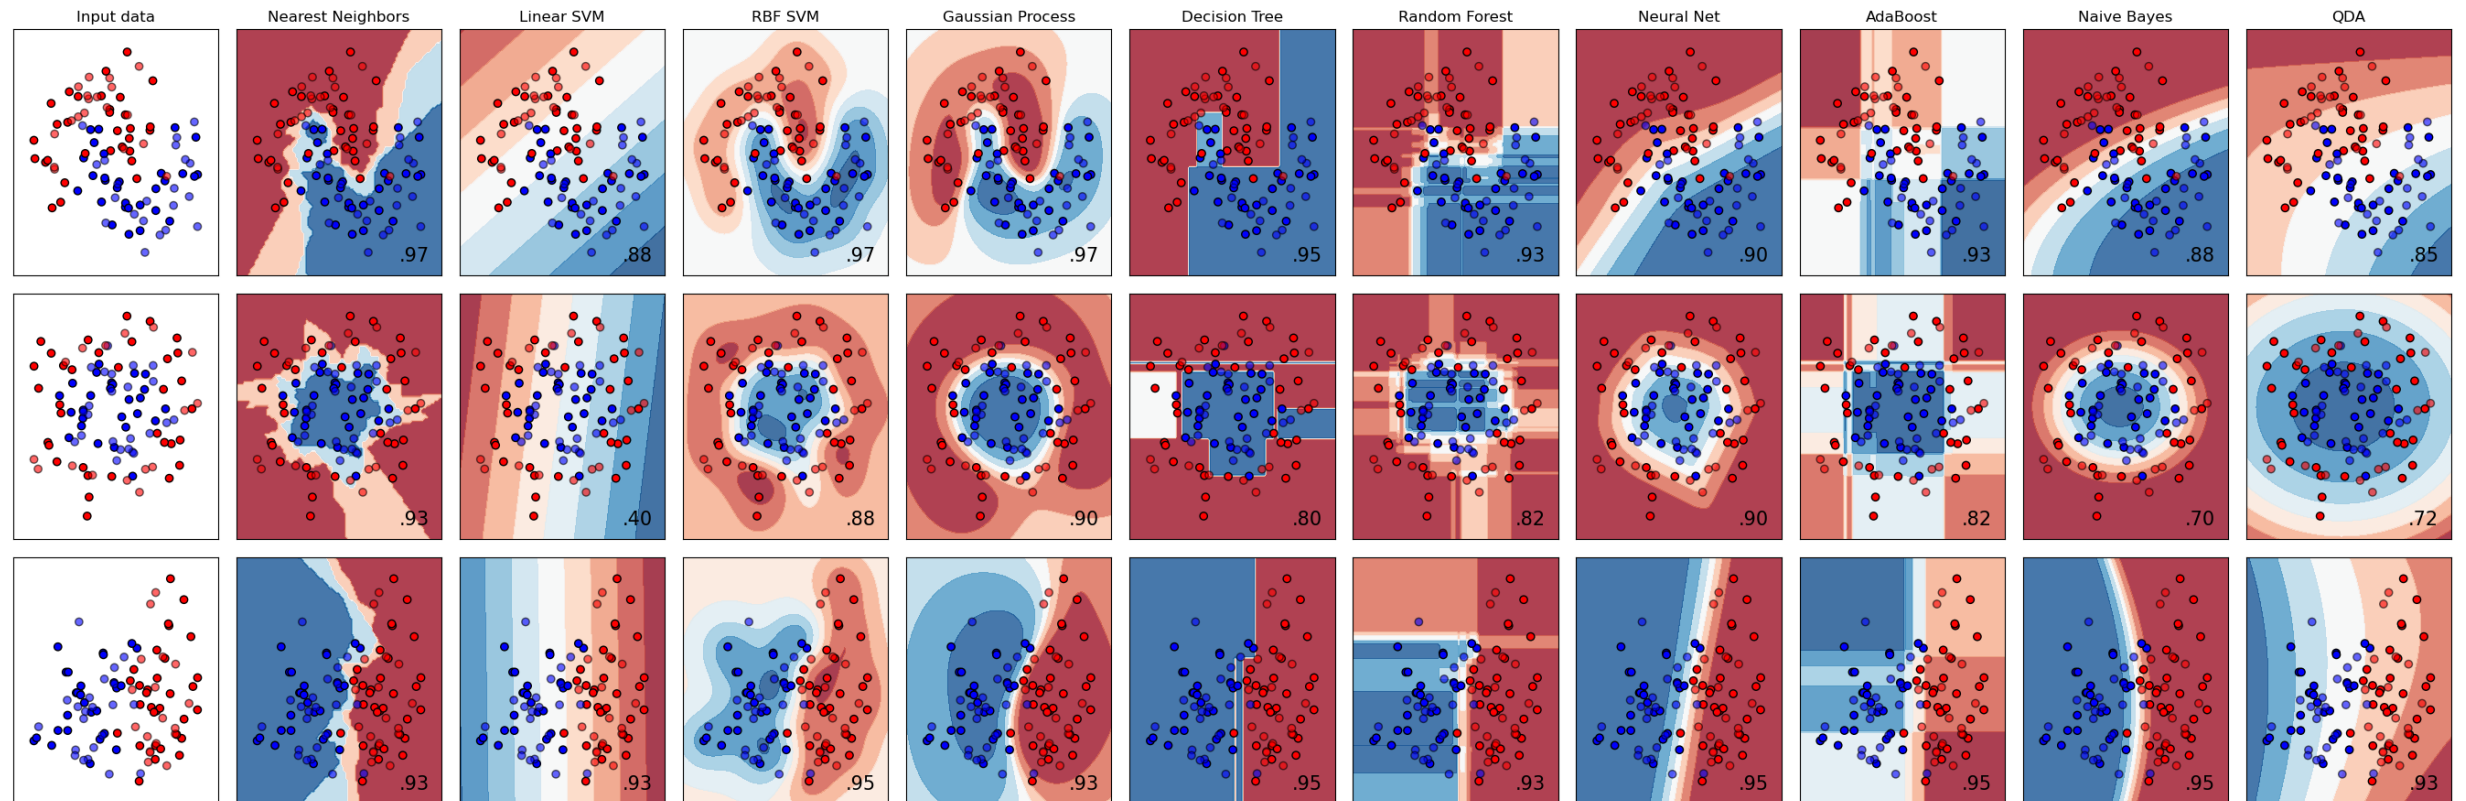 Input data Nearest Neighbors Linear SVM RBF SVM Gaussian Process Decision Tree Random Forest Neural Net AdaBoost Naive Bayes QDA
.97 .88 .97 .97 .95 .93 .90 .93 .88 .85
.93 .40 .88 .90 .80 .82 .90 .82 .70 .72
.93 .93 .95 .93 .95 .93 .95 .95 .95 .93